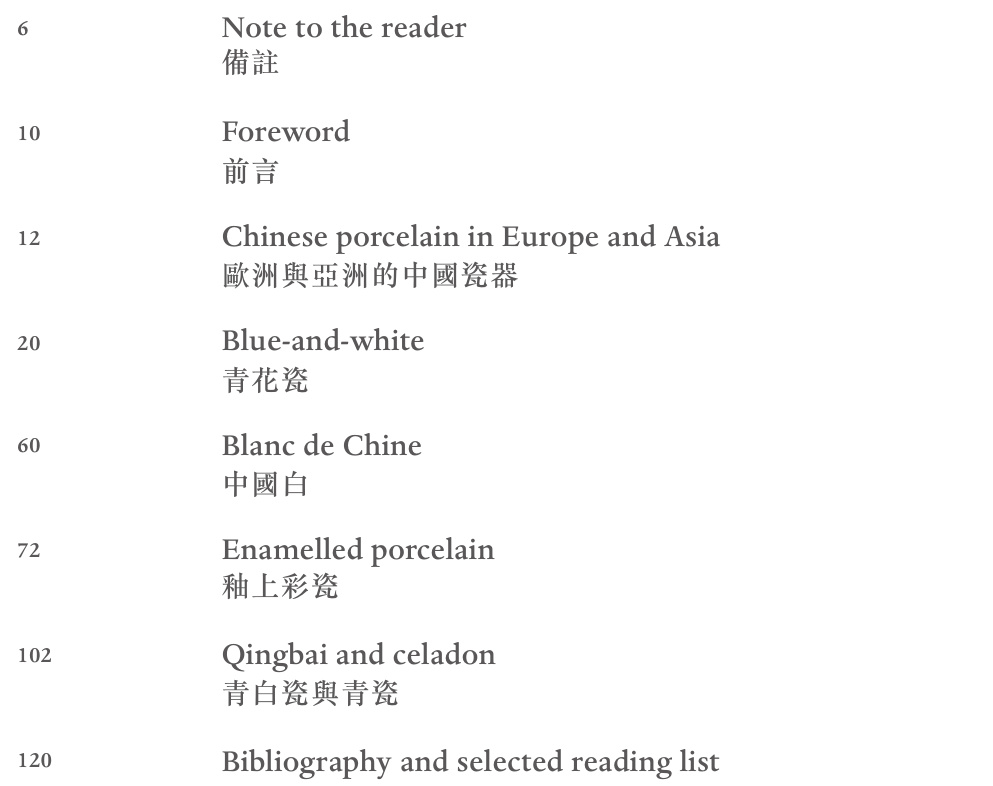 6 Note to the reader
備註
10 Foreword
前言
12 Chinese porcelain in Europe and Asia
歐洲與亞洲的中國瓷器
20 Blue-and-white
青花瓷
60 Blanc de Chine
中國白
72 Enamelled porcelain
釉上彩瓷
102 Qingbai and celadon
青白瓷與青瓷
120 Bibliography and selected reading list